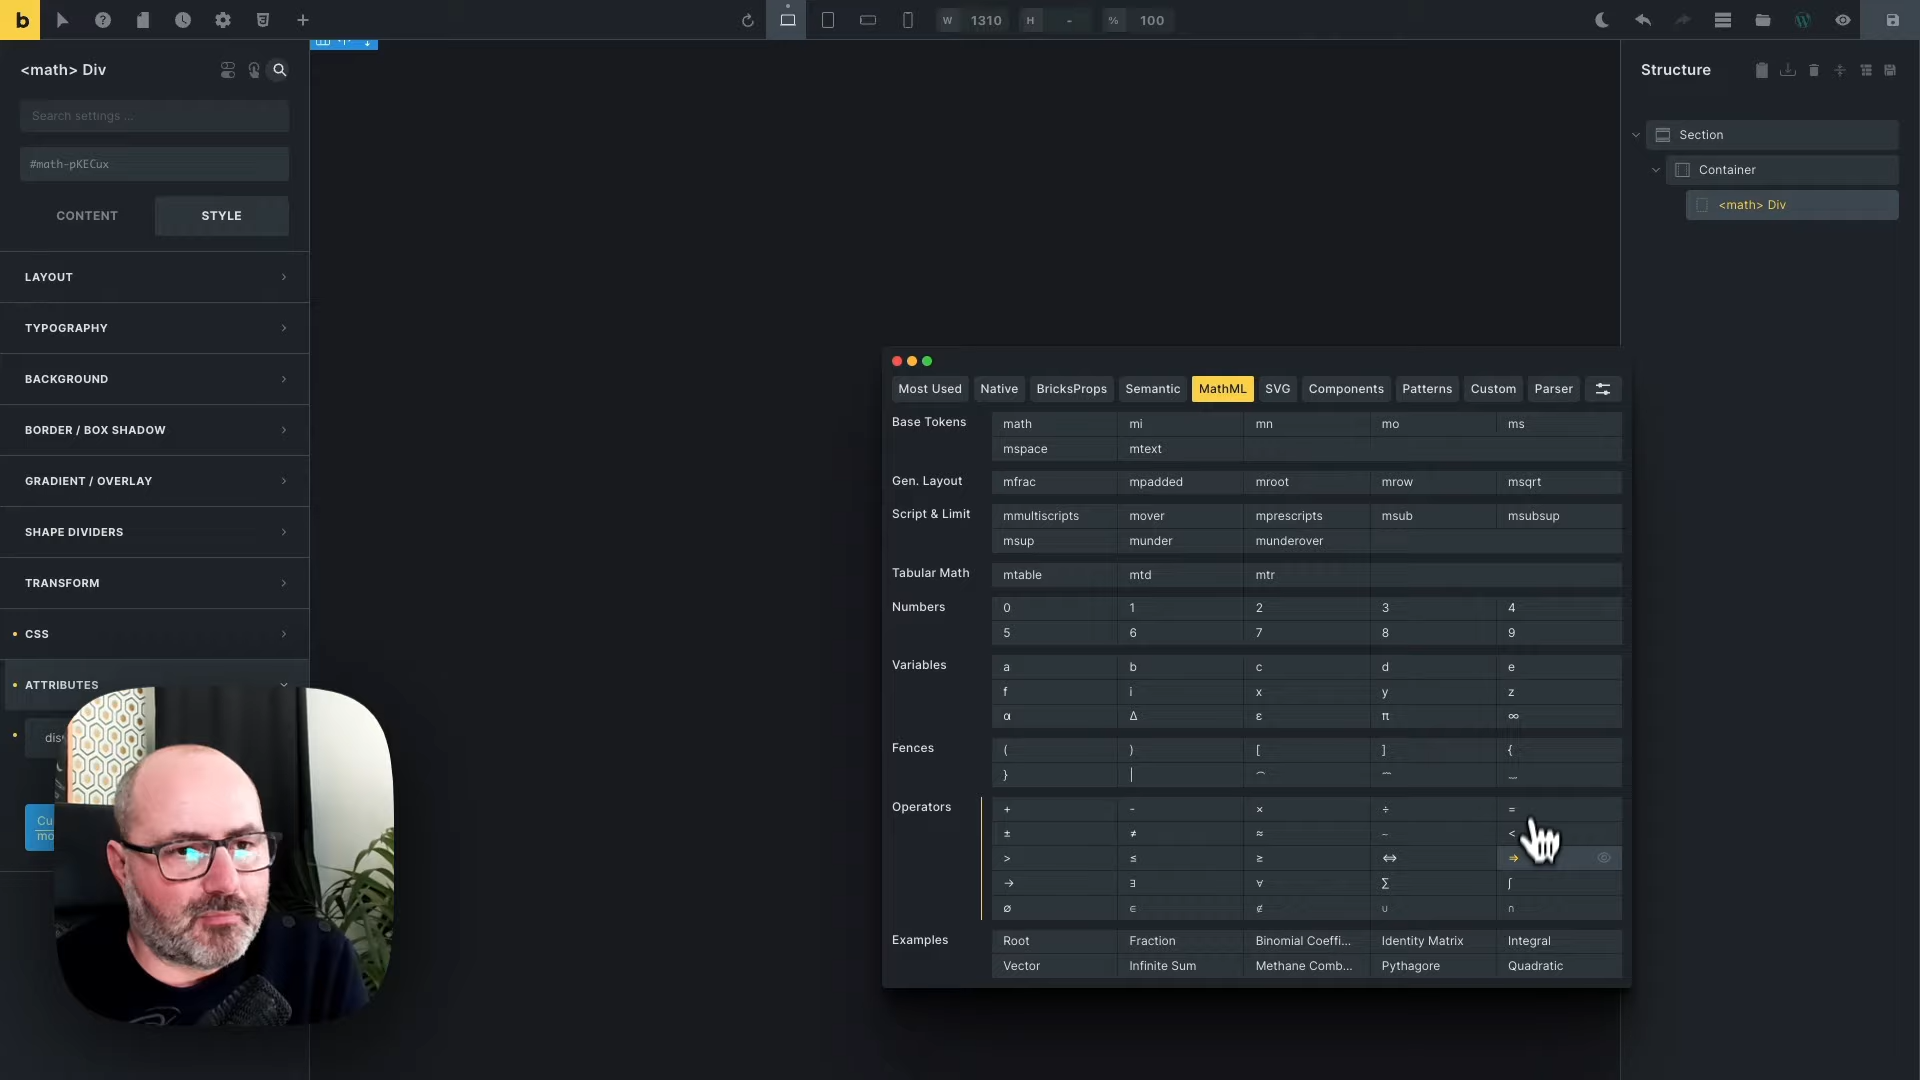 b
W 1310 H - % 100
<math> Div
Search settings ...
#math-pKECux
CONTENT STYLE
LAYOUT
TYPOGRAPHY
BACKGROUND
BORDER / BOX SHADOW
GRADIENT / OVERLAY
SHAPE DIVIDERS
TRANSFORM
CSS
ATTRIBUTES
Structure
Section
Container
<math> Div
Most Used Native BricksProps Semantic MathML SVG Components Patterns Custom Parser
Base Tokens math mi mn mo ms
mspace mtext
Gen. Layout mfrac mpadded mroot mrow msqrt
Script & Limit mmultiscripts mover mprescripts msub msubsup
msup munder munderover
Tabular Math mtable mtd mtr
Numbers 0 1 2 3 4
5 6 7 8 9
Variables a b c d e
f i x y z
α Δ ε π ∞
Fences ( ) [ ] {
} | ⏜ ⏞ ⏟
Operators + - × ÷ =
± ≠ ≈ − <
> ≤ ≥ ⇔ ⇒
→ ∃ ∀ ∑ ∫
∅ ∈ ∉ ∪ ∩
Examples Root Fraction Binomial Coeffi... Identity Matrix Integral
Vector Infinite Sum Methane Comb... Pythagore Quadratic